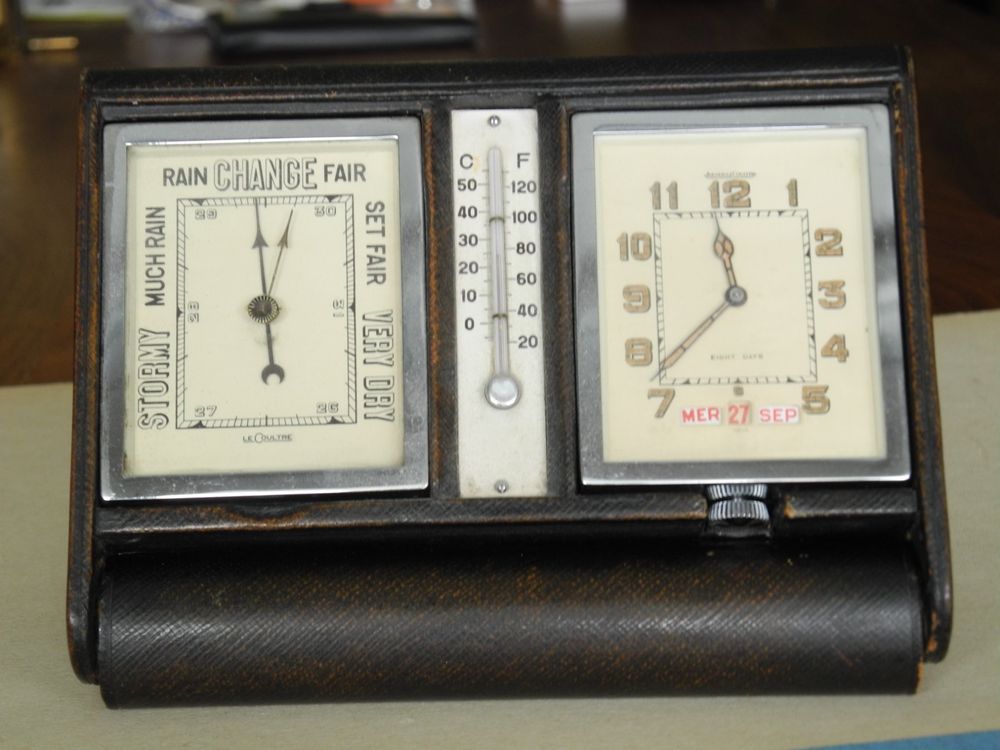 RAIN CHANGE FAIR
MUCH RAIN
SET FAIR
STORMY
VERY DRY
29
30
28
31
27
26
LECOULTRE
C F
50 120
40 100
30 80
20 60
10 40
0 20
11 12 1
10 2
9 3
8 4
EIGHT DAYS
7 5
MER 27 SEP